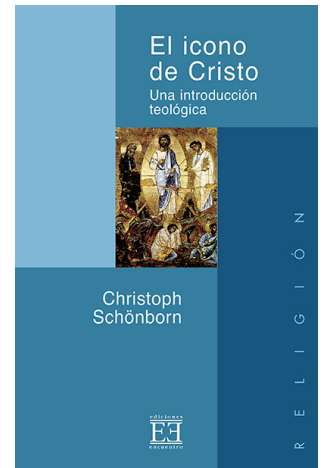 El icono
de Cristo
Una introducción
teológica
Christoph
Schönborn
RELIGIÓN
ediciones
EE
encuentro